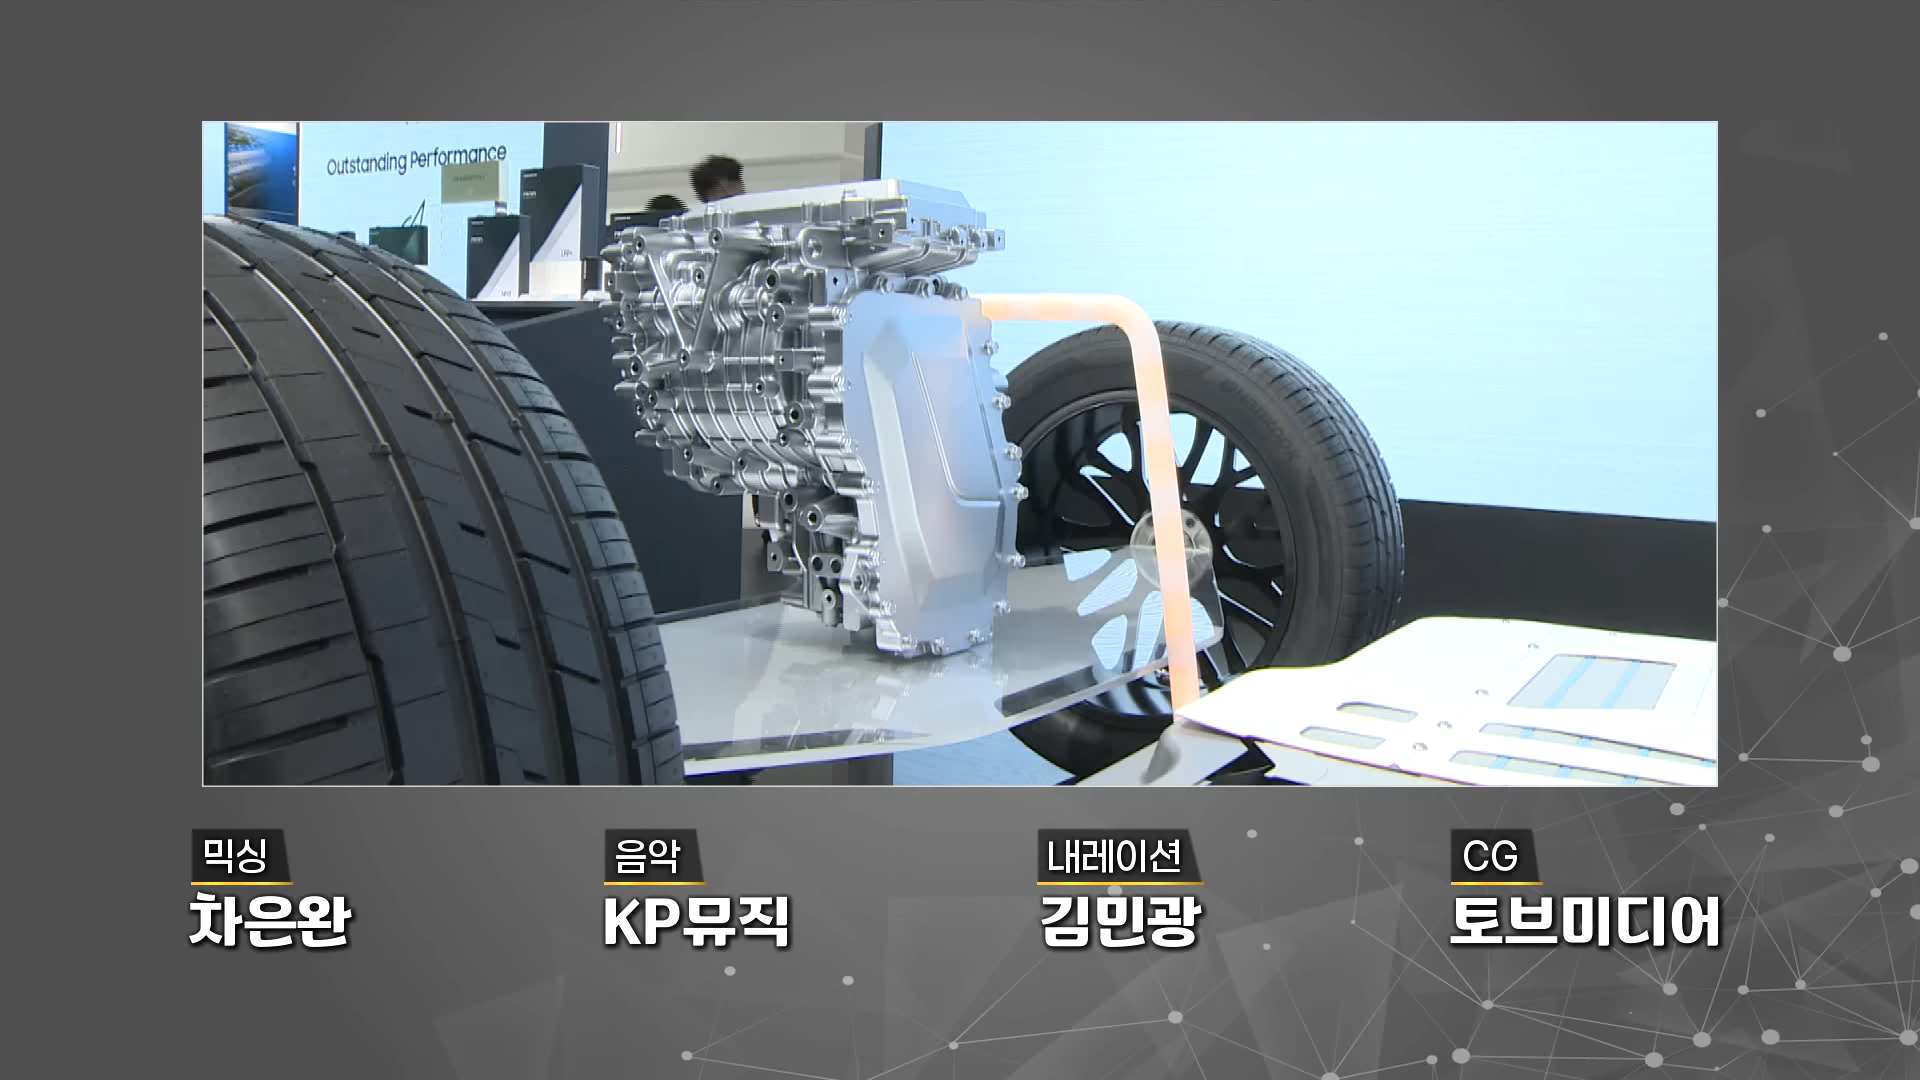 Outstanding Performance
LFP+
믹싱
차은완
음악
KP뮤직
내레이션
김민광
CG
토브미디어